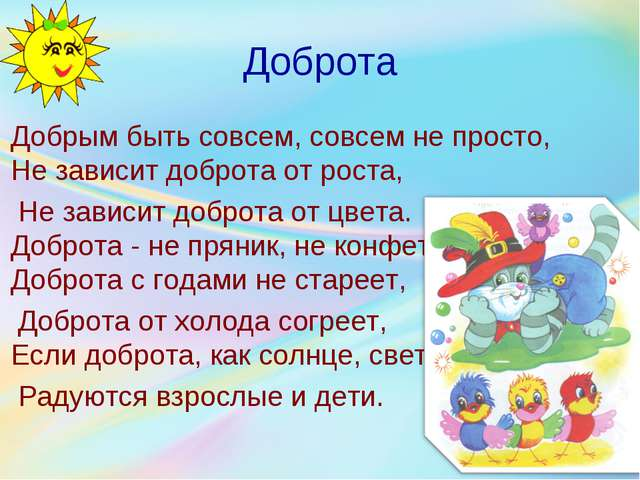 Доброта
Добрым быть совсем, совсем не просто,
Не зависит доброта от роста,
Не зависит доброта от цвета.
Доброта - не пряник, не конфет
Доброта с годами не стареет,
Доброта от холода согреет,
Если доброта, как солнце, свет
Радуются взрослые и дети.